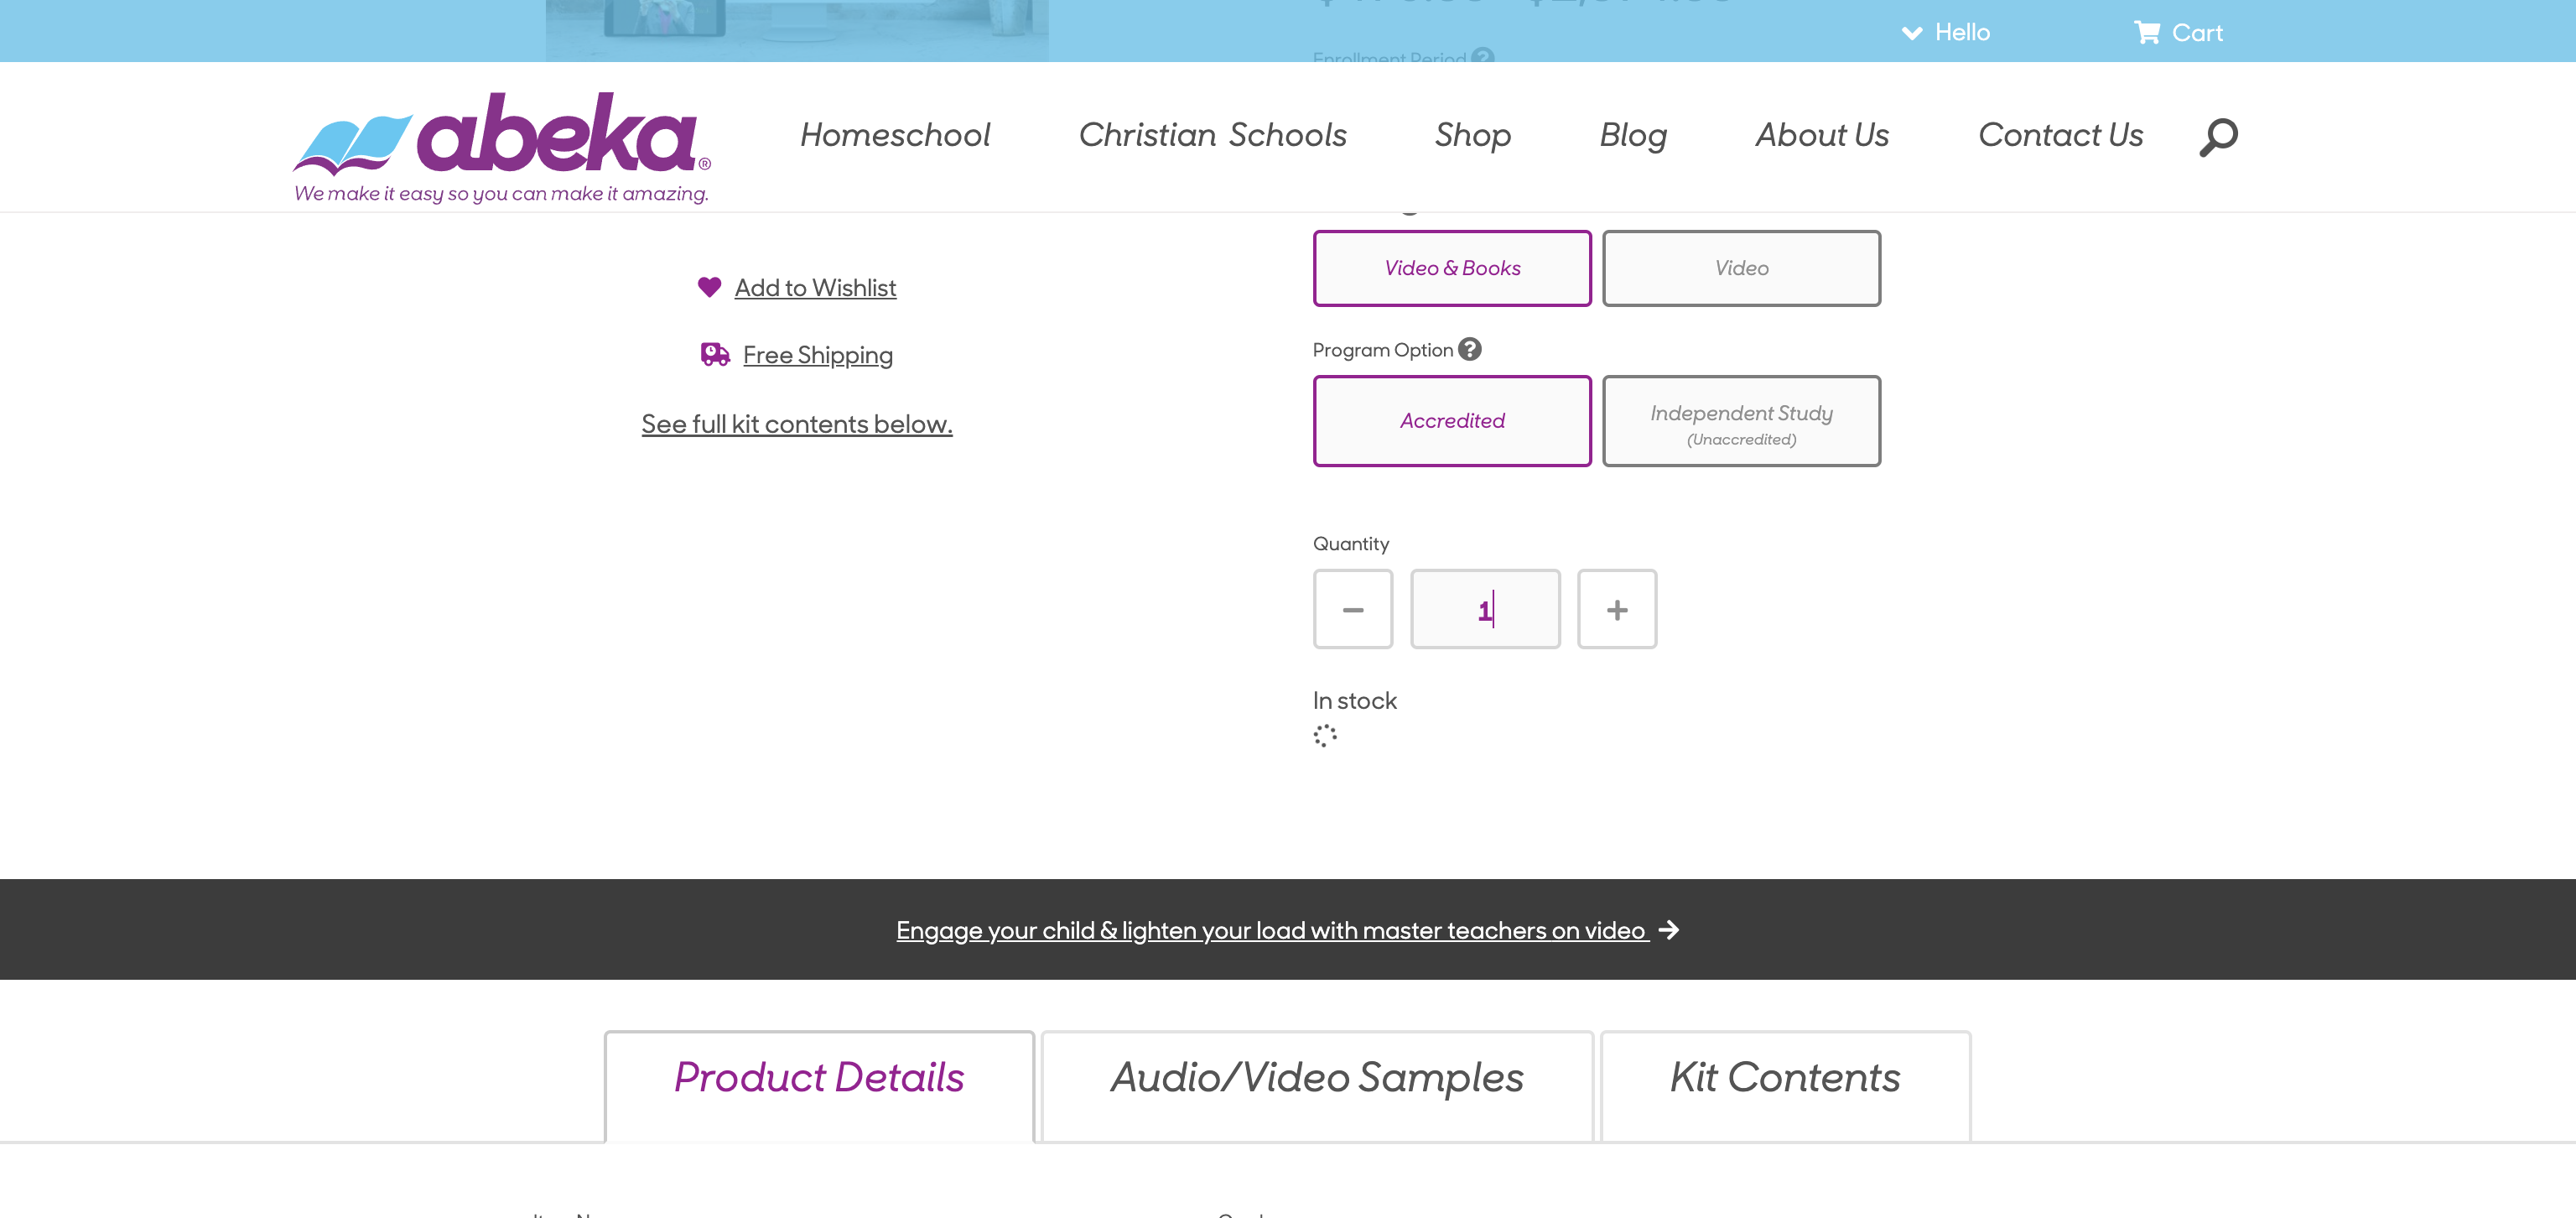 Hello
Cart
Enrollment Period
abeka®
We make it easy so you can make it amazing.
Homeschool
Christian Schools
Shop
Blog
About Us
Contact Us
Video & Books
Video
Add to Wishlist
Program Option ?
Free Shipping
Accredited
Independent Study
(Unaccredited)
See full kit contents below.
Quantity
1
In stock
Engage your child & lighten your load with master teachers on video
Product Details
Audio/Video Samples
Kit Contents